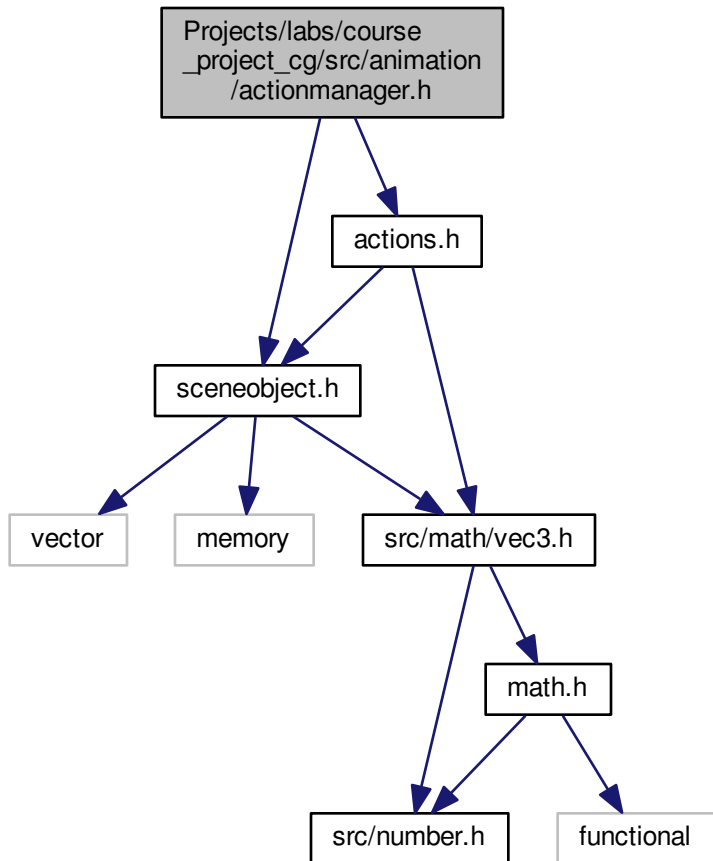 Projects/labs/course
_project_cg/src/animation
/actionmanager.h
actions.h
sceneobject.h
vector
memory
src/math/vec3.h
math.h
src/number.h
functional